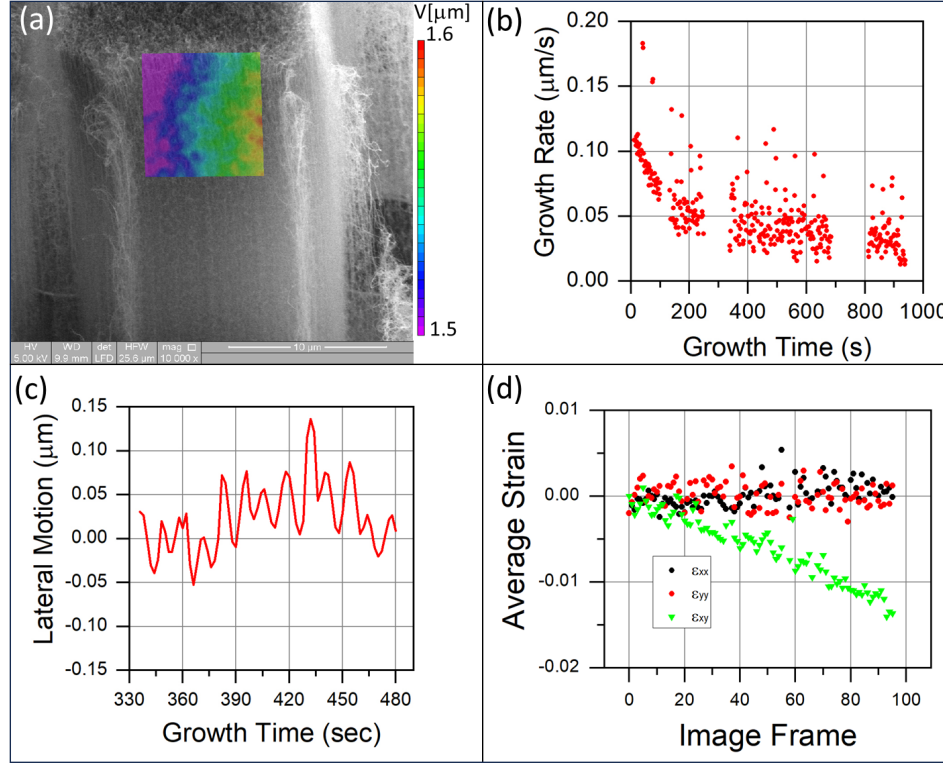 (a)
V[μm]
1.6
1.5
HV WD det HFW mag
5.00 kV 9.9 mm LFD 25.6 μm 10 000 x
10 μm
(b)
Growth Rate (μm/s)
0.20
0.15
0.10
0.05
0.00
0 200 400 600 800 1000
Growth Time (s)
(c)
Lateral Motion (μm)
0.15
0.10
0.05
0.00
-0.05
-0.10
-0.15
330 360 390 420 450 480
Growth Time (sec)
(d)
Average Strain
0.01
0.00
-0.01
-0.02
εxx
εyy
εxy
0 20 40 60 80 100
Image Frame